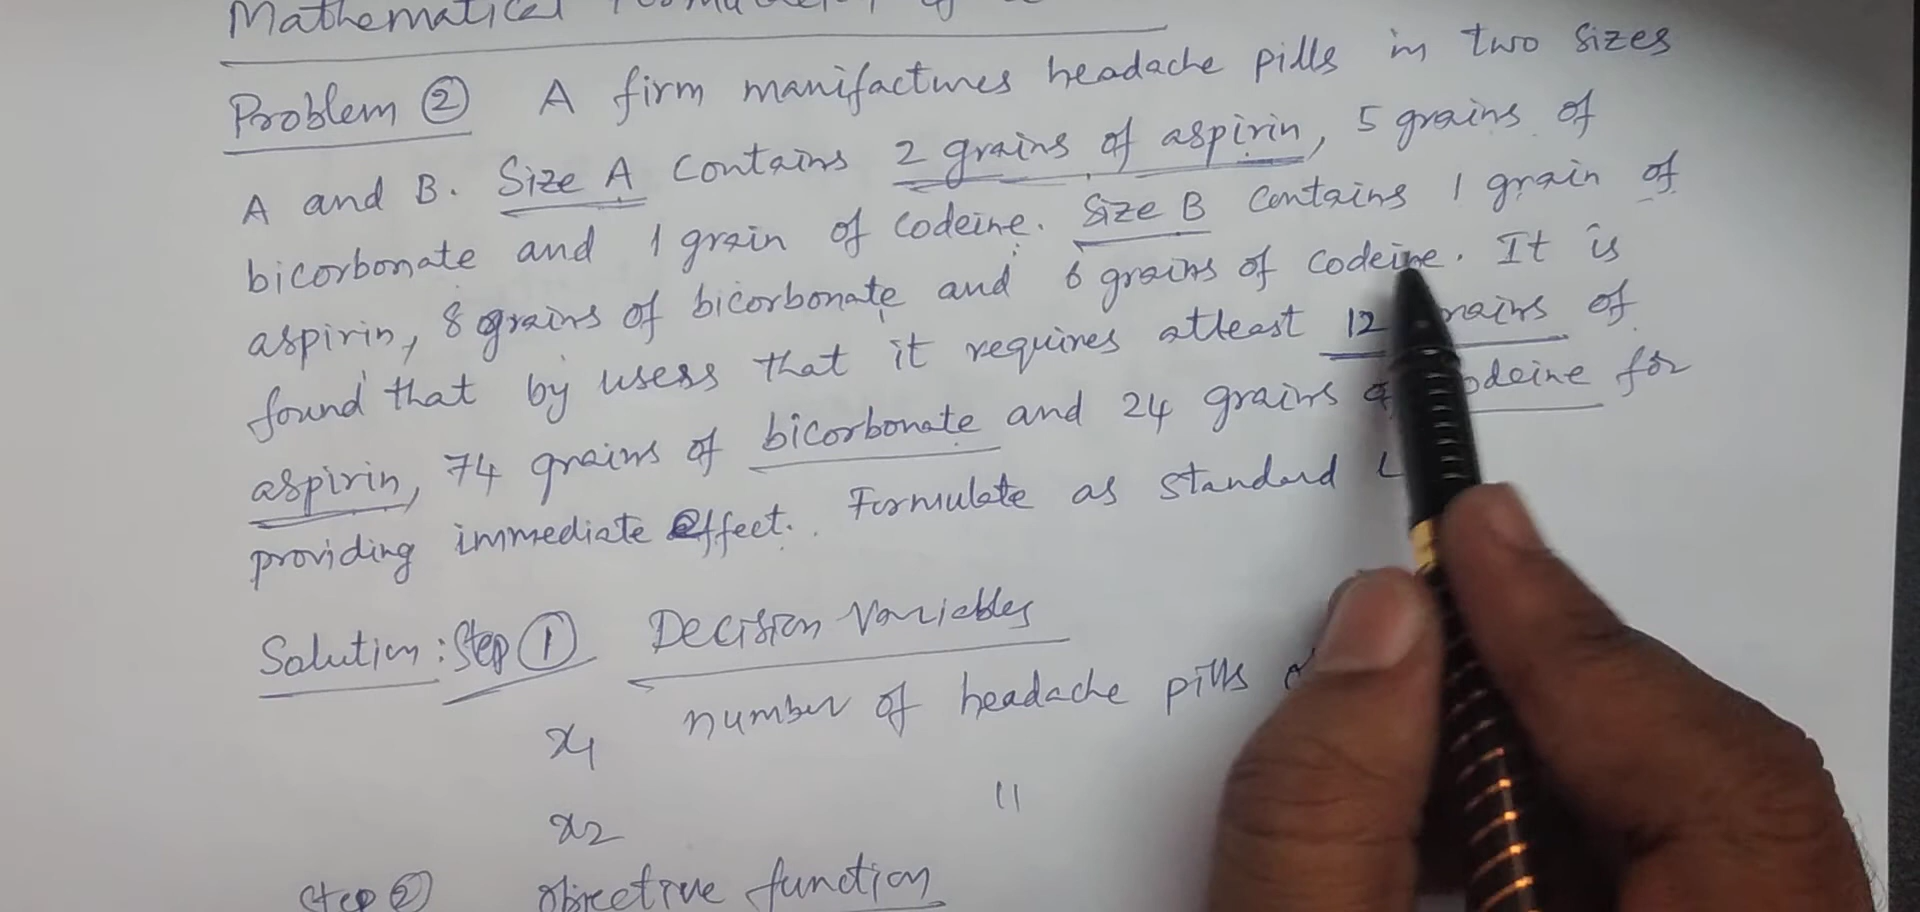 Mathematical
Problem ② A firm manifactures headache pills in two sizes
A and B. Size A contains 2 grains of aspirin, 5 grains of
bicorbonate and 1 grain of codeine. Size B contains 1 grain of
aspirin, 8 grains of bicorbonate and 6 grains of codeine. It is
found that by usess that it requires atleast 12 of
aspirin, 74 grains of bicorbonate and 24 grains for
providing immediate effect. Formulate as standard
Solution: Step ① Decision Variables
x1 number of headache pills
x2 "
Step ② objective function